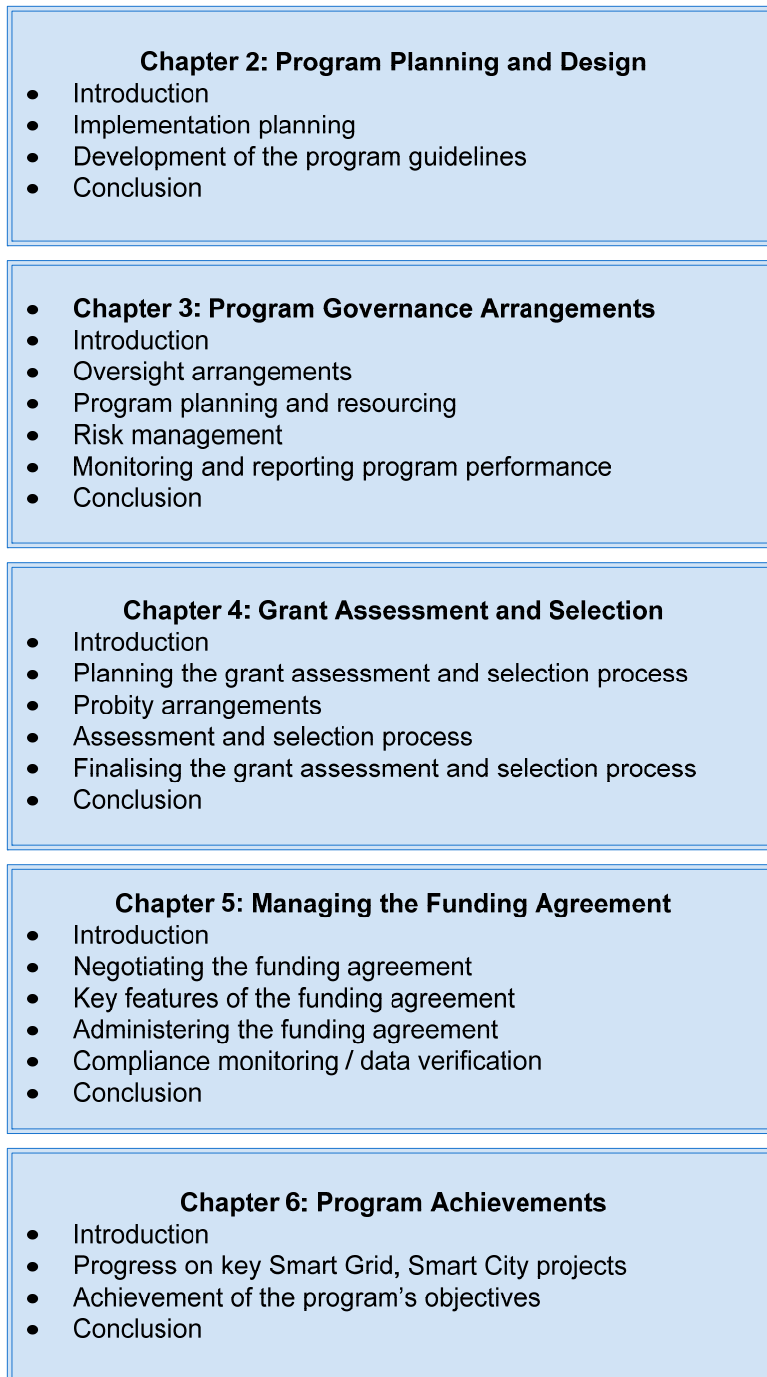 Chapter 2: Program Planning and Design
• Introduction
• Implementation planning
• Development of the program guidelines
• Conclusion
• Chapter 3: Program Governance Arrangements
• Introduction
• Oversight arrangements
• Program planning and resourcing
• Risk management
• Monitoring and reporting program performance
• Conclusion
Chapter 4: Grant Assessment and Selection
• Introduction
• Planning the grant assessment and selection process
• Probity arrangements
• Assessment and selection process
• Finalising the grant assessment and selection process
• Conclusion
Chapter 5: Managing the Funding Agreement
• Introduction
• Negotiating the funding agreement
• Key features of the funding agreement
• Administering the funding agreement
• Compliance monitoring / data verification
• Conclusion
Chapter 6: Program Achievements
• Introduction
• Progress on key Smart Grid, Smart City projects
• Achievement of the program’s objectives
• Conclusion